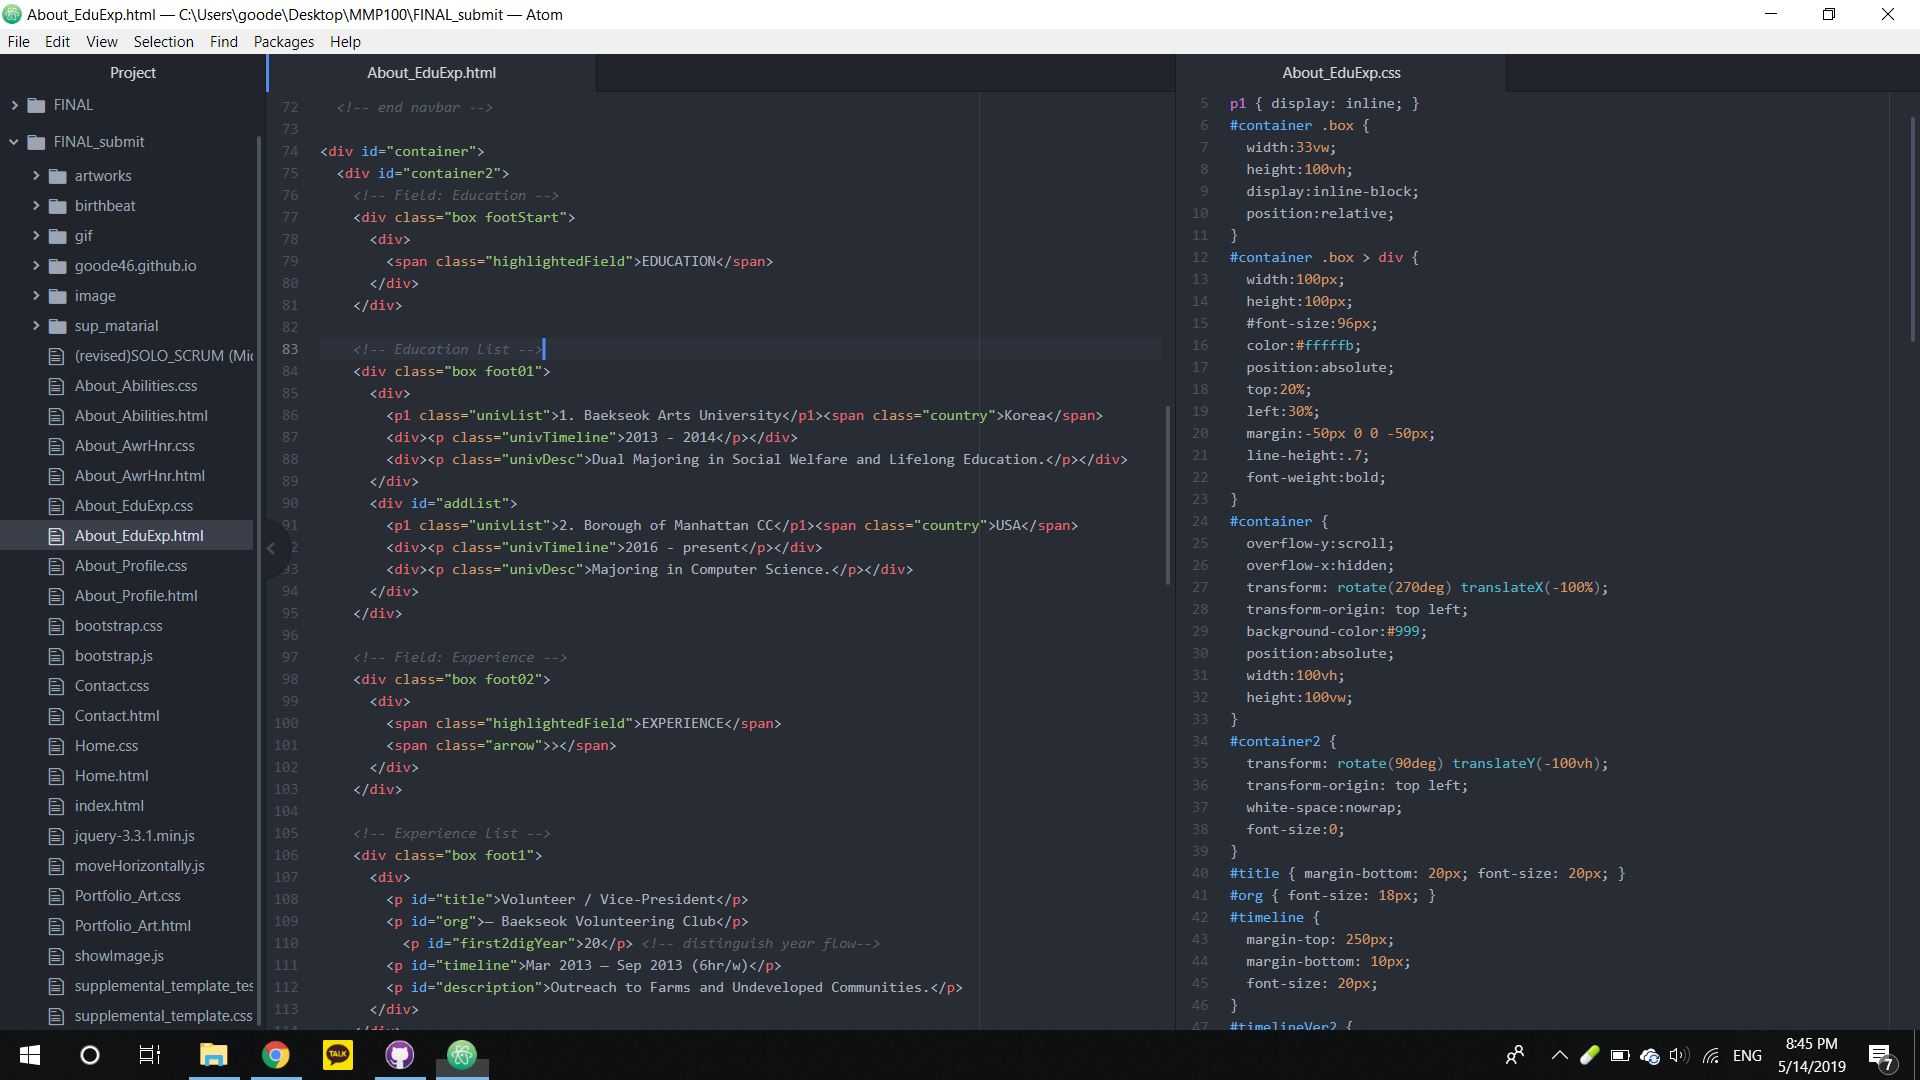 About_EduExp.html — C:\Users\goode\Desktop\MMP100\FINAL_submit — Atom
File Edit View Selection Find Packages Help
Project
FINAL
FINAL_submit
artworks
birthbeat
gif
goode46.github.io
image
sup_matarial
(revised)SOLO_SCRUM (Mic
About_Abilities.css
About_Abilities.html
About_AwrHnr.css
About_AwrHnr.html
About_EduExp.css
About_EduExp.html
About_Profile.css
About_Profile.html
bootstrap.css
bootstrap.js
Contact.css
Contact.html
Home.css
Home.html
index.html
jquery-3.3.1.min.js
moveHorizontally.js
Portfolio_Art.css
Portfolio_Art.html
showImage.js
supplemental_template_tes
supplemental_template.css
About_EduExp.html
72 <!-- end navbar -->
73
74 <div id="container">
75 <div id="container2">
76 <!-- Field: Education -->
77 <div class="box footStart">
78 <div>
79 <span class="highlightedField">EDUCATION</span>
80 </div>
81 </div>
82
83 <!-- Education List -->
84 <div class="box foot01">
85 <div>
86 <p1 class="univList">1. Baekseok Arts University</p1><span class="country">Korea</span>
87 <div><p class="univTimeline">2013 - 2014</p></div>
88 <div><p class="univDesc">Dual Majoring in Social Welfare and Lifelong Education.</p></div>
89 </div>
90 <div id="addList">
91 <p1 class="univList">2. Borough of Manhattan CC</p1><span class="country">USA</span>
2 <div><p class="univTimeline">2016 - present</p></div>
93 <div><p class="univDesc">Majoring in Computer Science.</p></div>
94 </div>
95 </div>
96
97 <!-- Field: Experience -->
98 <div class="box foot02">
99 <div>
100 <span class="highlightedField">EXPERIENCE</span>
101 <span class="arrow">></span>
102 </div>
103 </div>
104
105 <!-- Experience List -->
106 <div class="box foot1">
107 <div>
108 <p id="title">Volunteer / Vice-President</p>
109 <p id="org">— Baekseok Volunteering Club</p>
110 <p id="first2digYear">20</p> <!-- distinguish year flow-->
111 <p id="timeline">Mar 2013 — Sep 2013 (6hr/w)</p>
112 <p id="description">Outreach to Farms and Undeveloped Communities.</p>
113 </div>
114 </div>
About_EduExp.css
5 p1 { display: inline; }
6 #container .box {
7 width:33vw;
8 height:100vh;
9 display:inline-block;
10 position:relative;
11 }
12 #container .box > div {
13 width:100px;
14 height:100px;
15 #font-size:96px;
16 color:#fffffb;
17 position:absolute;
18 top:20%;
19 left:30%;
20 margin:-50px 0 0 -50px;
21 line-height:.7;
22 font-weight:bold;
23 }
24 #container {
25 overflow-y:scroll;
26 overflow-x:hidden;
27 transform: rotate(270deg) translateX(-100%);
28 transform-origin: top left;
29 background-color:#999;
30 position:absolute;
31 width:100vh;
32 height:100vw;
33 }
34 #container2 {
35 transform: rotate(90deg) translateY(-100vh);
36 transform-origin: top left;
37 white-space:nowrap;
38 font-size:0;
39 }
40 #title { margin-bottom: 20px; font-size: 20px; }
41 #org { font-size: 18px; }
42 #timeline {
43 margin-top: 250px;
44 margin-bottom: 10px;
45 font-size: 20px;
46 }
47 #timelineVer2 {
TALK
ENG
8:45 PM
5/14/2019
7